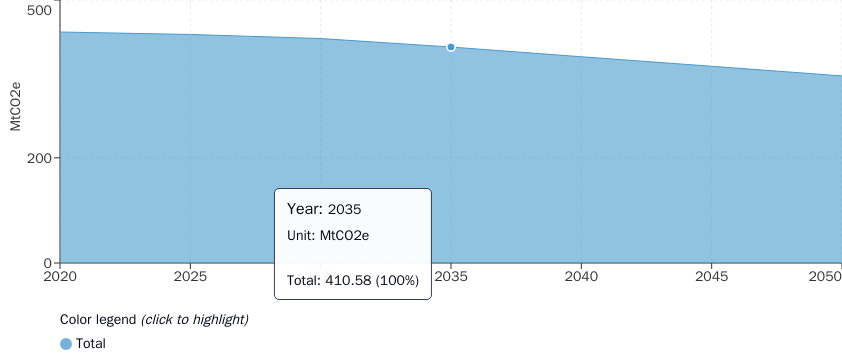 500
MtCO2e
200
Year: 2035
Unit: MtCO2e
0
Total: 410.58 (100%)
2020 2025 2035 2040 2045 2050
Color legend (click to highlight)
Total